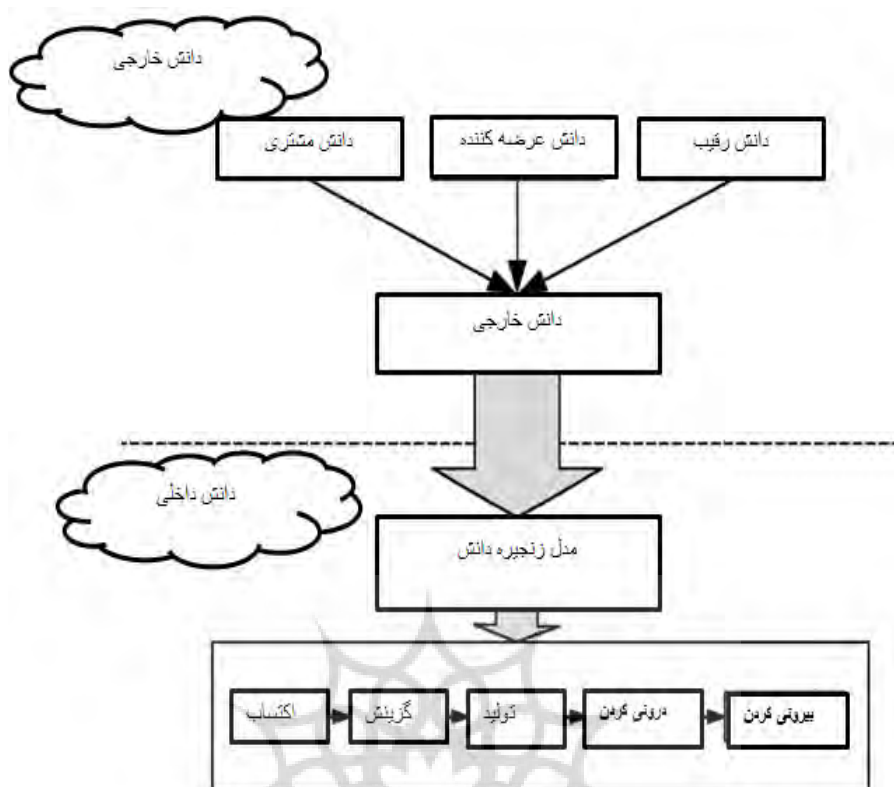 دانش خارجی
دانش رقیب
دانش عرضه کننده
دانش مشتری
دانش خارجی
دانش داخلی
مدل زنجیره دانش
اکتساب
گزینش
تولید
درونی کردن
بیرونی کردن